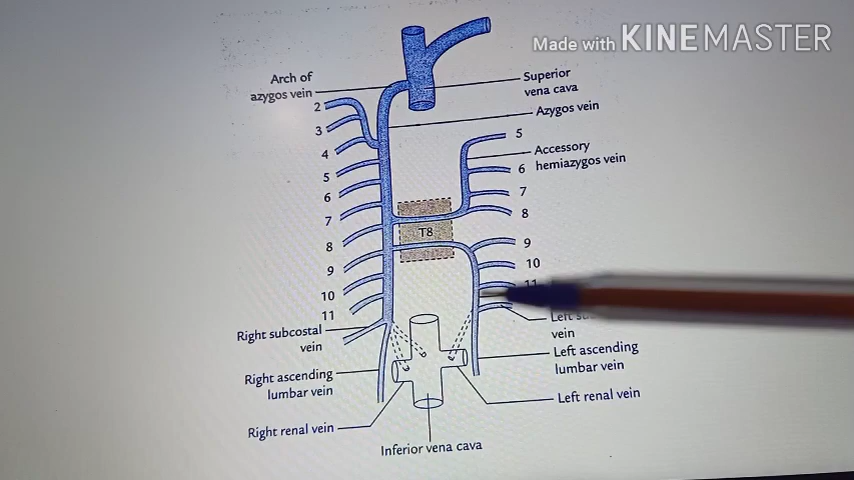 Made with KINEMASTER
Arch of
azygos vein
Superior
vena cava
Azygos vein
2
3
4
5
6
7
8
9
10
11
5
Accessory
hemiazygos vein
6
7
8
T8
9
10
11
Right subcostal
vein
Left
vein
Right ascending
lumbar vein
Left ascending
lumbar vein
Right renal vein
Left renal vein
Inferior vena cava